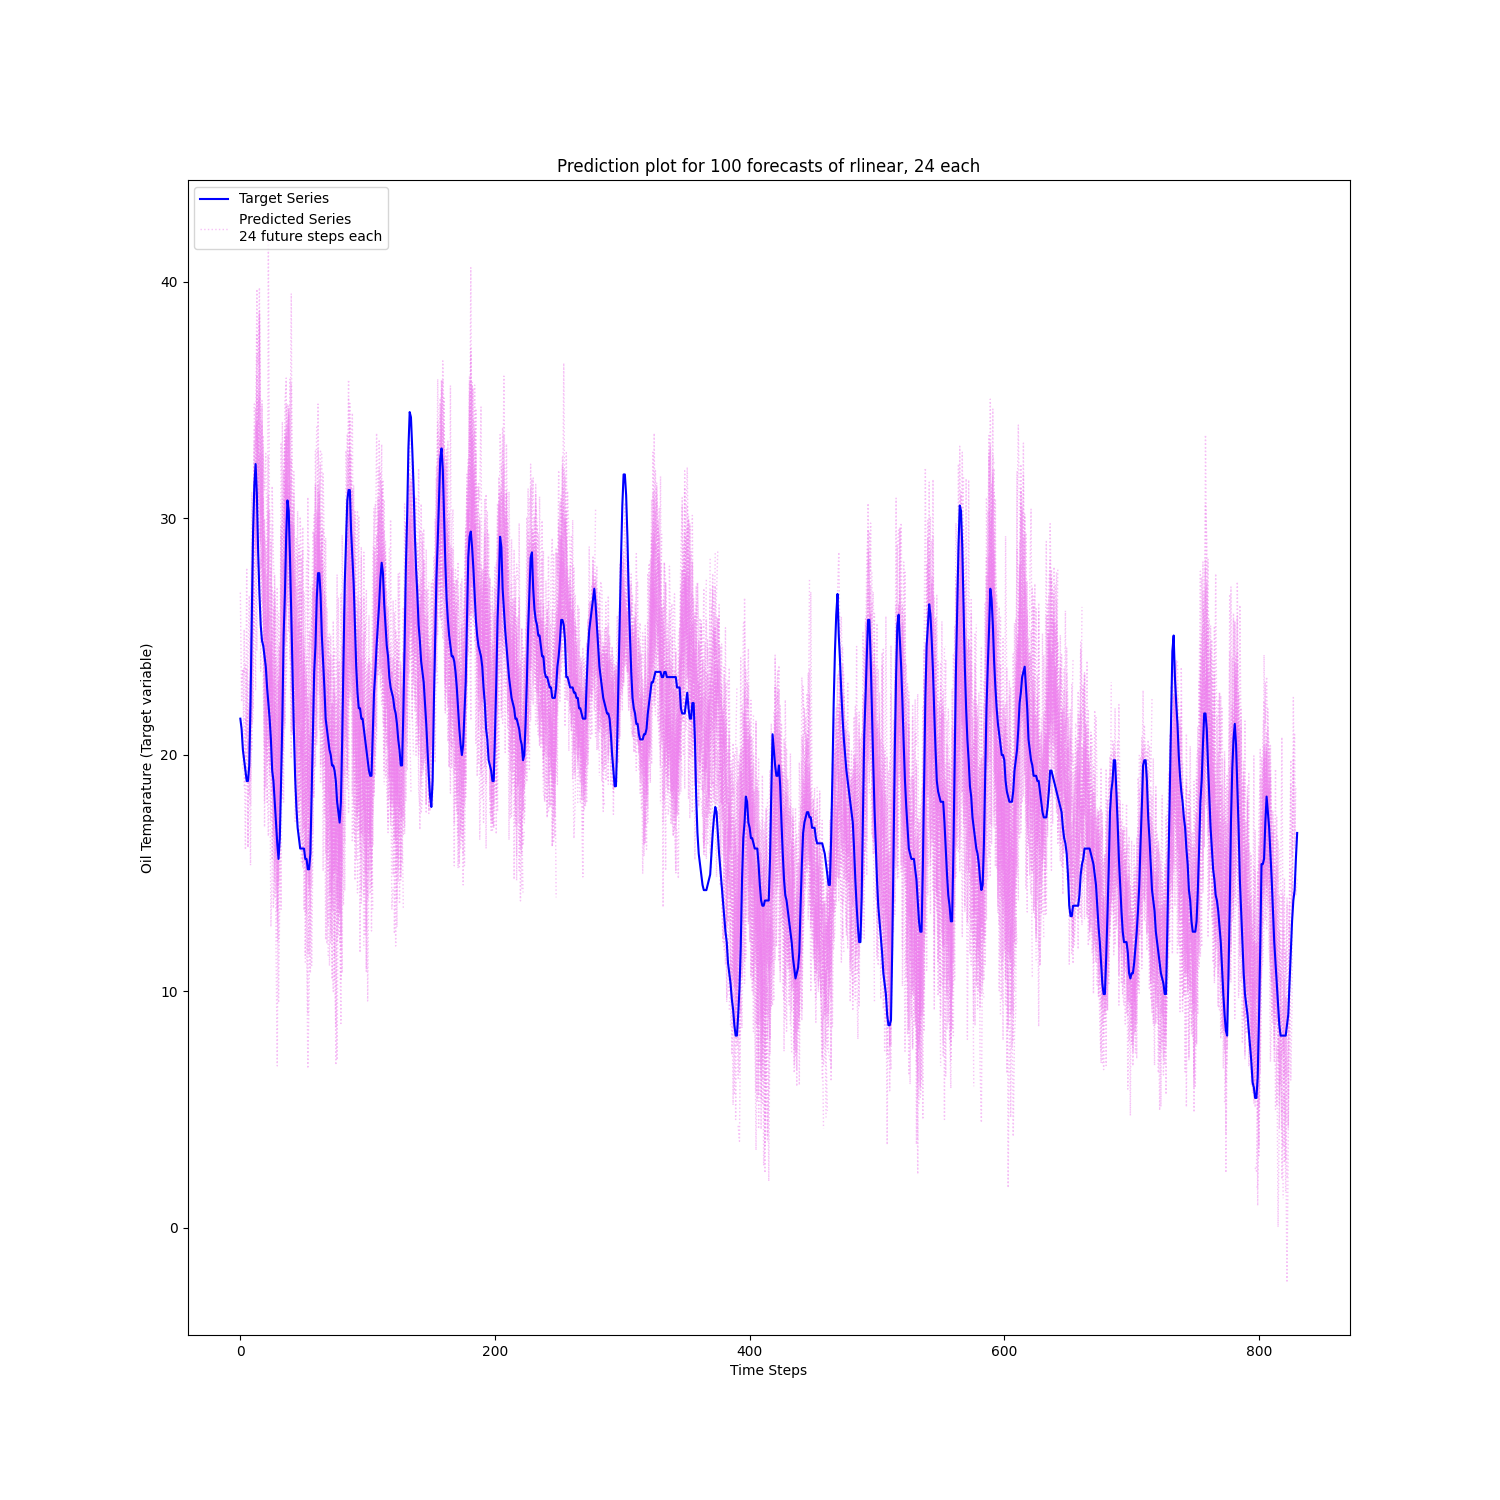 Prediction plot for 100 forecasts of rlinear, 24 each
Target Series
Predicted Series
24 future steps each
Oil Temparature (Target variable)
40
30
20
10
0
0
200
400
600
800
Time Steps